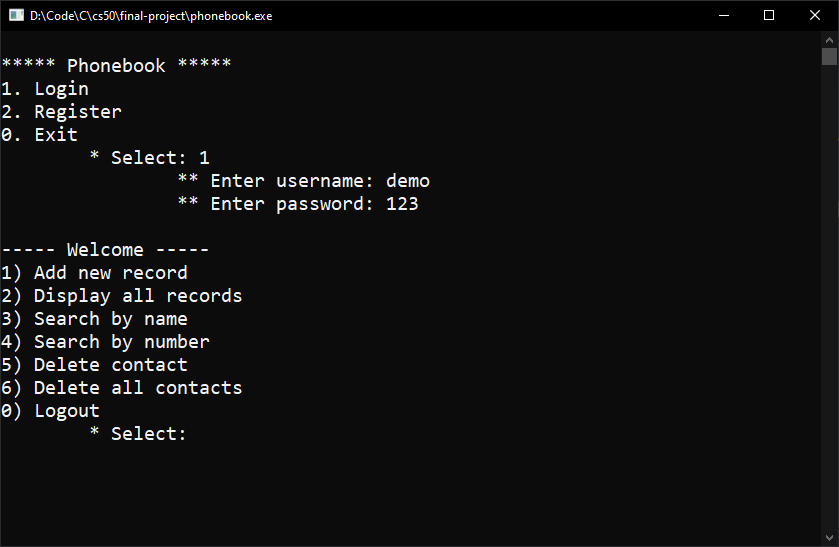 D:\Code\C\cs50\final-project\phonebook.exe
***** Phonebook *****
1. Login
2. Register
0. Exit
* Select: 1
** Enter username: demo
** Enter password: 123
----- Welcome -----
1) Add new record
2) Display all records
3) Search by name
4) Search by number
5) Delete contact
6) Delete all contacts
0) Logout
* Select: